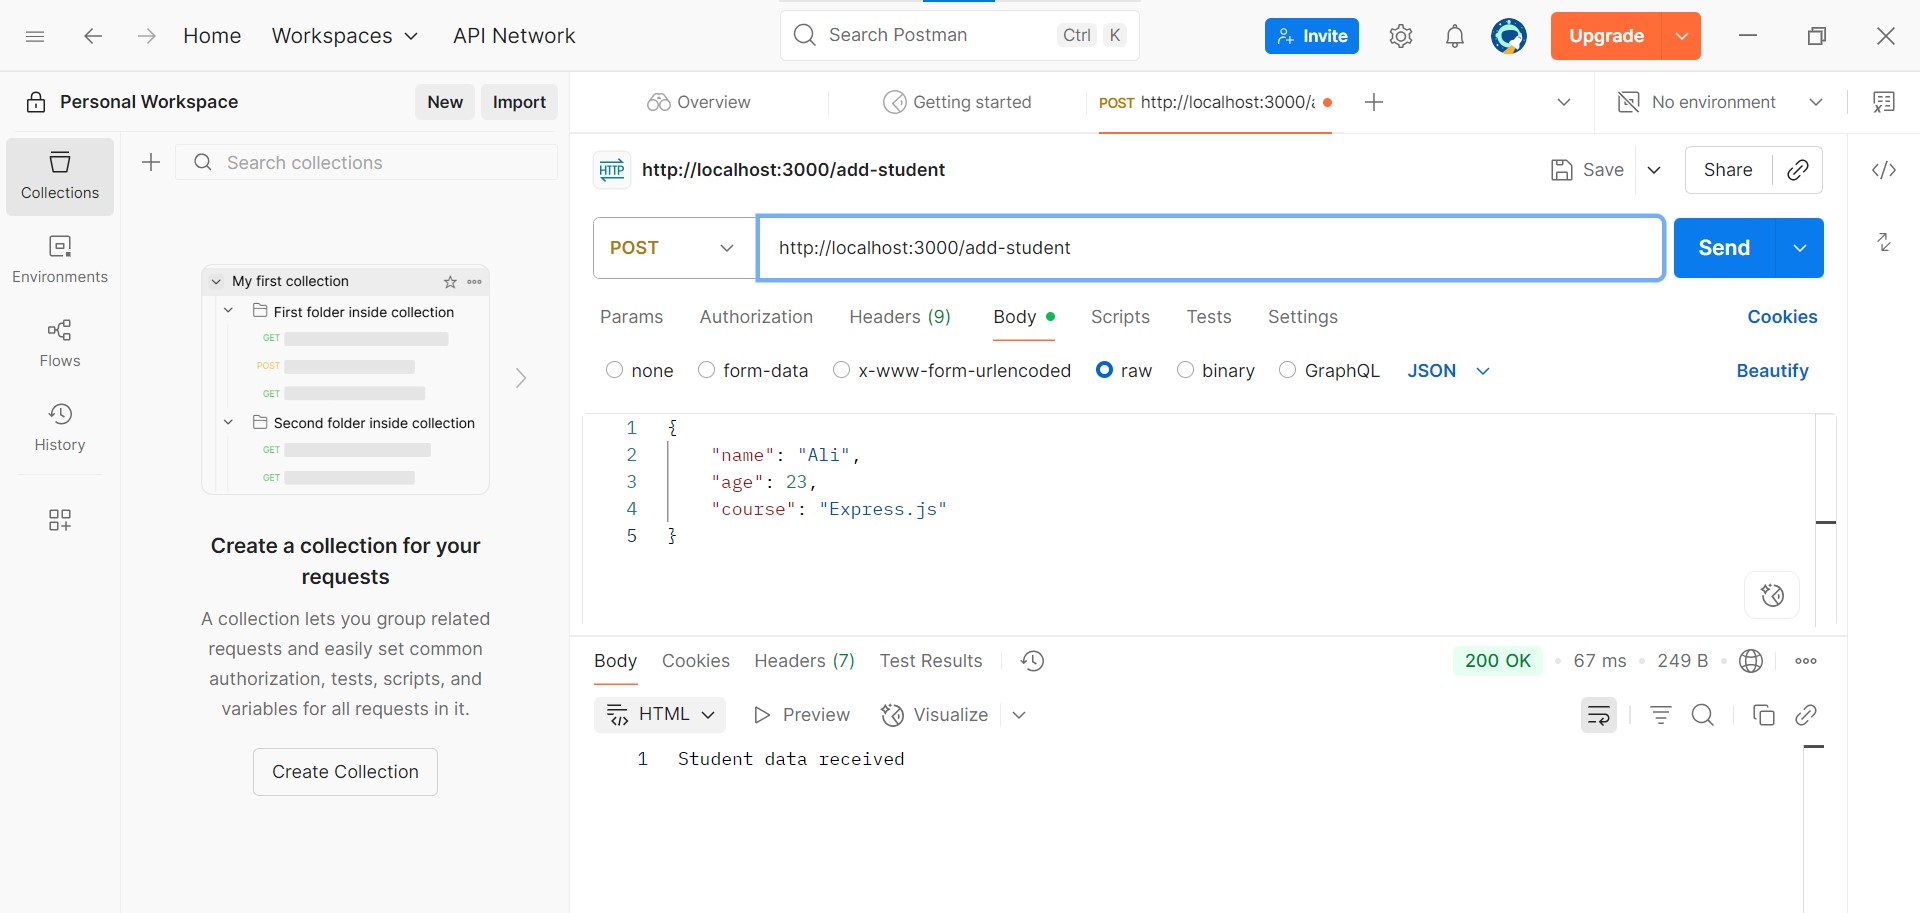 Home Workspaces API Network Search Postman Ctrl K Invite Upgrade
Personal Workspace New Import
Overview Getting started POST http://localhost:3000/ No environment
Collections
Environments
Flows
History
Search collections
My first collection
First folder inside collection
GET
POST
GET
Second folder inside collection
GET
GET
Create a collection for your
requests
A collection lets you group related
requests and easily set common
authorization, tests, scripts, and
variables for all requests in it.
Create Collection
HTTP http://localhost:3000/add-student Save Share
POST http://localhost:3000/add-student Send
Params Authorization Headers (9) Body Scripts Tests Settings Cookies
none form-data x-www-form-urlencoded raw binary GraphQL JSON Beautify
1 {
2 "name": "Ali",
3 "age": 23,
4 "course": "Express.js"
5 }
Body Cookies Headers (7) Test Results 200 OK 67 ms 249 B
HTML Preview Visualize
1 Student data received